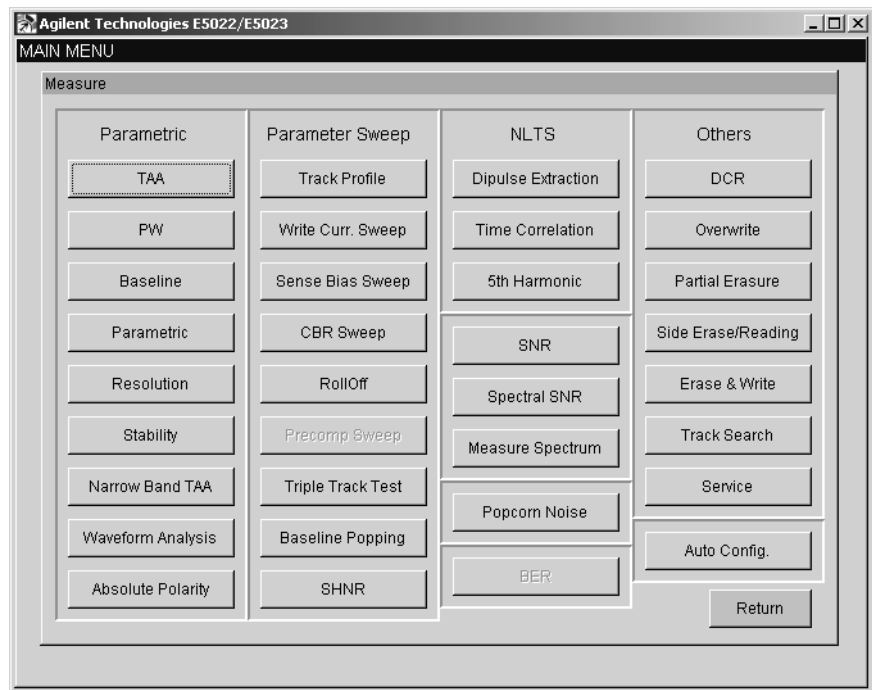 Agilent Technologies E5022/E5023
MAIN MENU
Measure
Parametric
TAA
PW
Baseline
Parametric
Resolution
Stability
Narrow Band TAA
Waveform Analysis
Absolute Polarity
Parameter Sweep
Track Profile
Write Curr. Sweep
Sense Bias Sweep
CBR Sweep
RollOff
Precomp Sweep
Triple Track Test
Baseline Popping
SHNR
NLTS
Dipulse Extraction
Time Correlation
5th Harmonic
SNR
Spectral SNR
Measure Spectrum
Popcorn Noise
BER
Others
DCR
Overwrite
Partial Erasure
Side Erase/Reading
Erase & Write
Track Search
Service
Auto Config.
Return